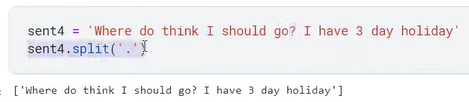 sent4 = 'Where do think I should go? I have 3 day holiday'
sent4.split('.')
['Where do think I should go? I have 3 day holiday']